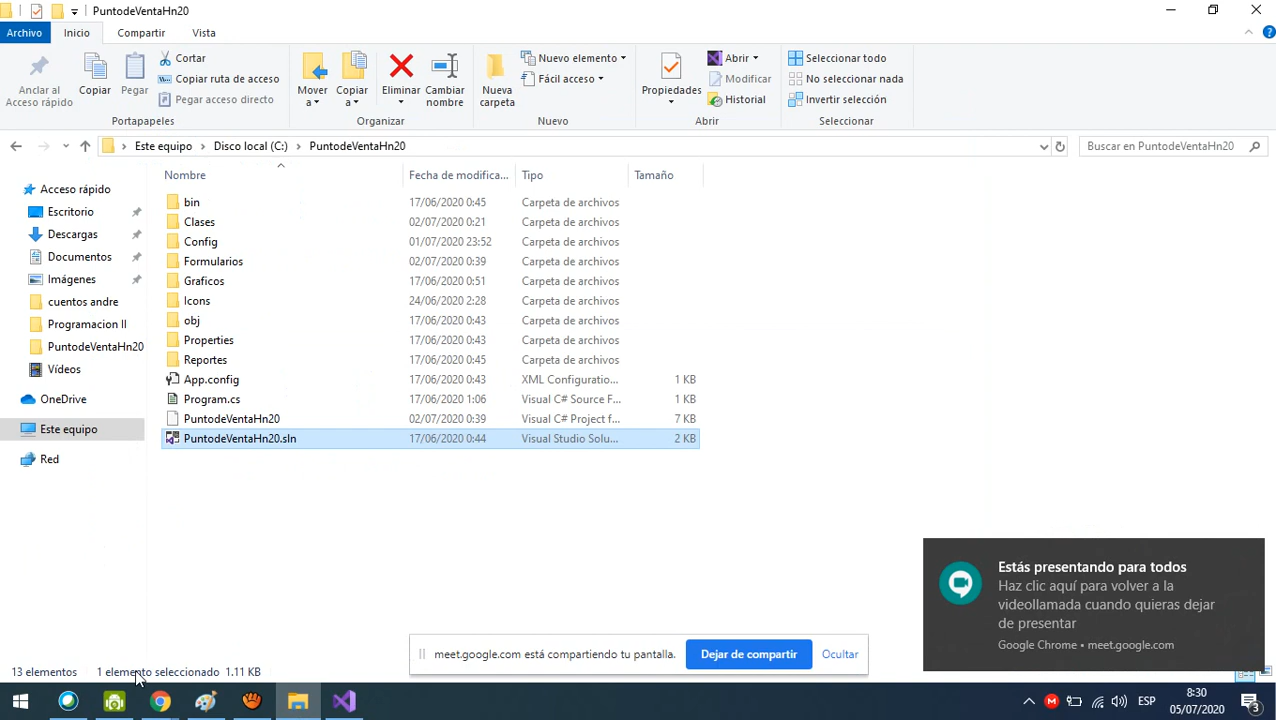 PuntodeVentaHn20
Archivo Inicio Compartir Vista
Anclar al Acceso rápido
Copiar
Pegar
Cortar
Copiar ruta de acceso
Pegar acceso directo
Portapapeles
Mover a
Copiar a
Eliminar
Cambiar nombre
Organizar
Nueva carpeta
Nuevo elemento
Fácil acceso
Nuevo
Propiedades
Abrir
Modificar
Historial
Abrir
Seleccionar todo
No seleccionar nada
Invertir selección
Seleccionar
Este equipo > Disco local (C:) > PuntodeVentaHn20
Buscar en PuntodeVentaHn20
Acceso rápido
Escritorio
Descargas
Documentos
Imágenes
cuentos andre
Programacion II
PuntodeVentaHn20
Vídeos
OneDrive
Este equipo
Red
Nombre Fecha de modifica... Tipo Tamaño
bin 17/06/2020 0:45 Carpeta de archivos
Clases 02/07/2020 0:21 Carpeta de archivos
Config 01/07/2020 23:52 Carpeta de archivos
Formularios 02/07/2020 0:39 Carpeta de archivos
Graficos 17/06/2020 0:51 Carpeta de archivos
Icons 24/06/2020 2:28 Carpeta de archivos
obj 17/06/2020 0:43 Carpeta de archivos
Properties 17/06/2020 0:43 Carpeta de archivos
Reportes 17/06/2020 0:45 Carpeta de archivos
App.config 17/06/2020 0:43 XML Configuratio... 1 KB
Program.cs 17/06/2020 1:06 Visual C# Source F... 1 KB
PuntodeVentaHn20 02/07/2020 0:39 Visual C# Project f... 7 KB
PuntodeVentaHn20.sln 17/06/2020 0:44 Visual Studio Solu... 2 KB
Estás presentando para todos
Haz clic aquí para volver a la
videollamada cuando quieras dejar
de presentar
Google Chrome • meet.google.com
meet.google.com está compartiendo tu pantalla. Dejar de compartir Ocultar
13 elementos 1 elemento seleccionado 1.11 KB
ESP
8:30
05/07/2020
3